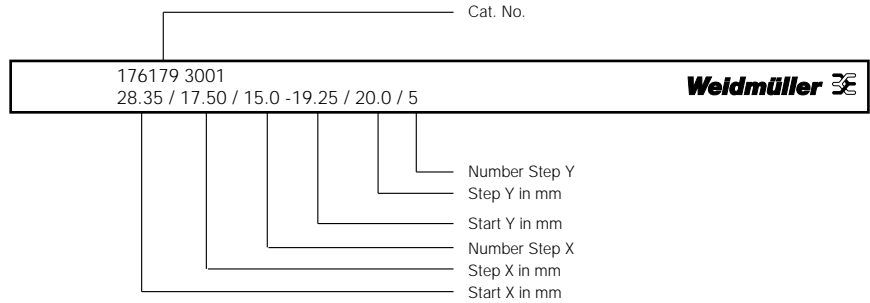 Cat. No.
176179 3001
28.35 / 17.50 / 15.0 -19.25 / 20.0 / 5
Weidmüller
Number Step Y
Step Y in mm
Start Y in mm
Number Step X
Step X in mm
Start X in mm